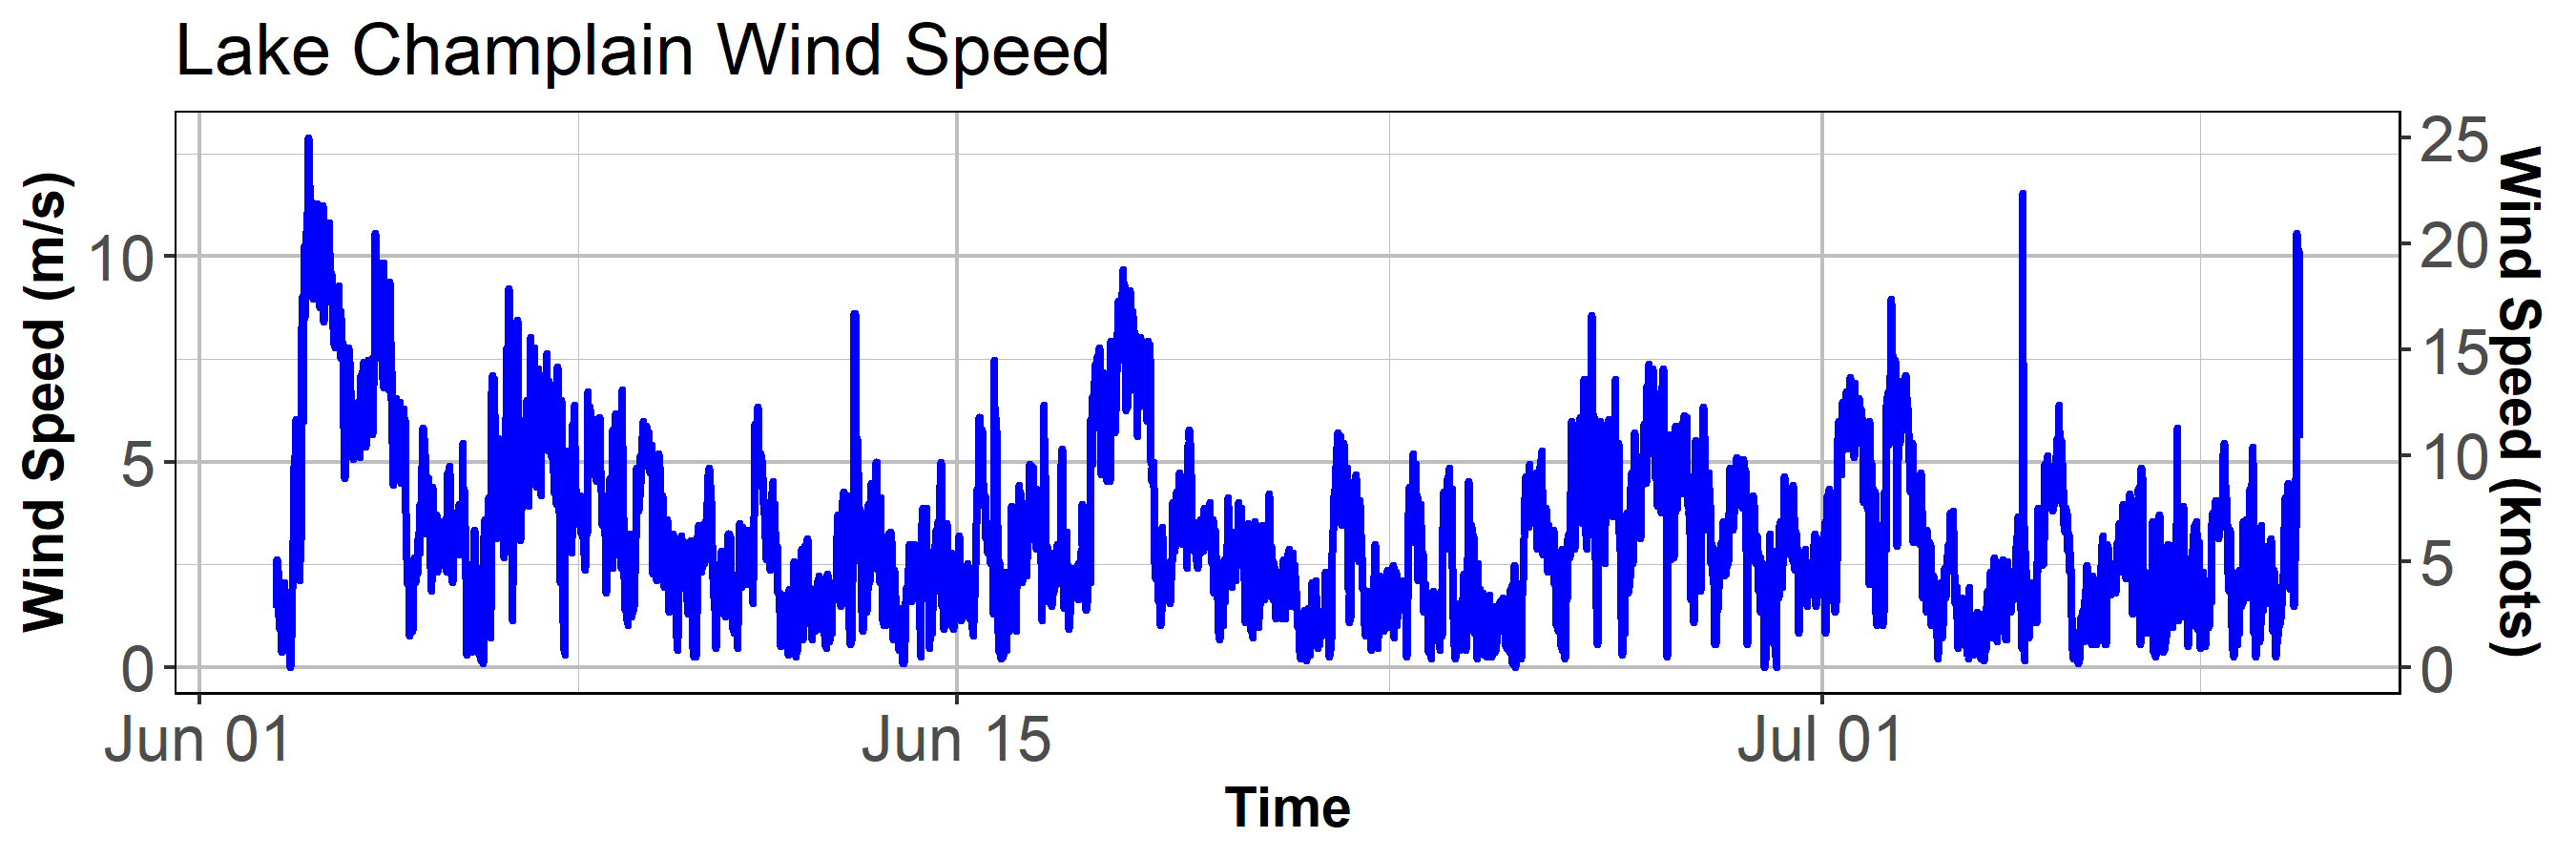 Lake Champlain Wind Speed
Wind Speed (m/s)
10
5
0
25
20
15
10
5
0
Wind Speed (knots)
Jun 01
Jun 15
Jul 01
Time